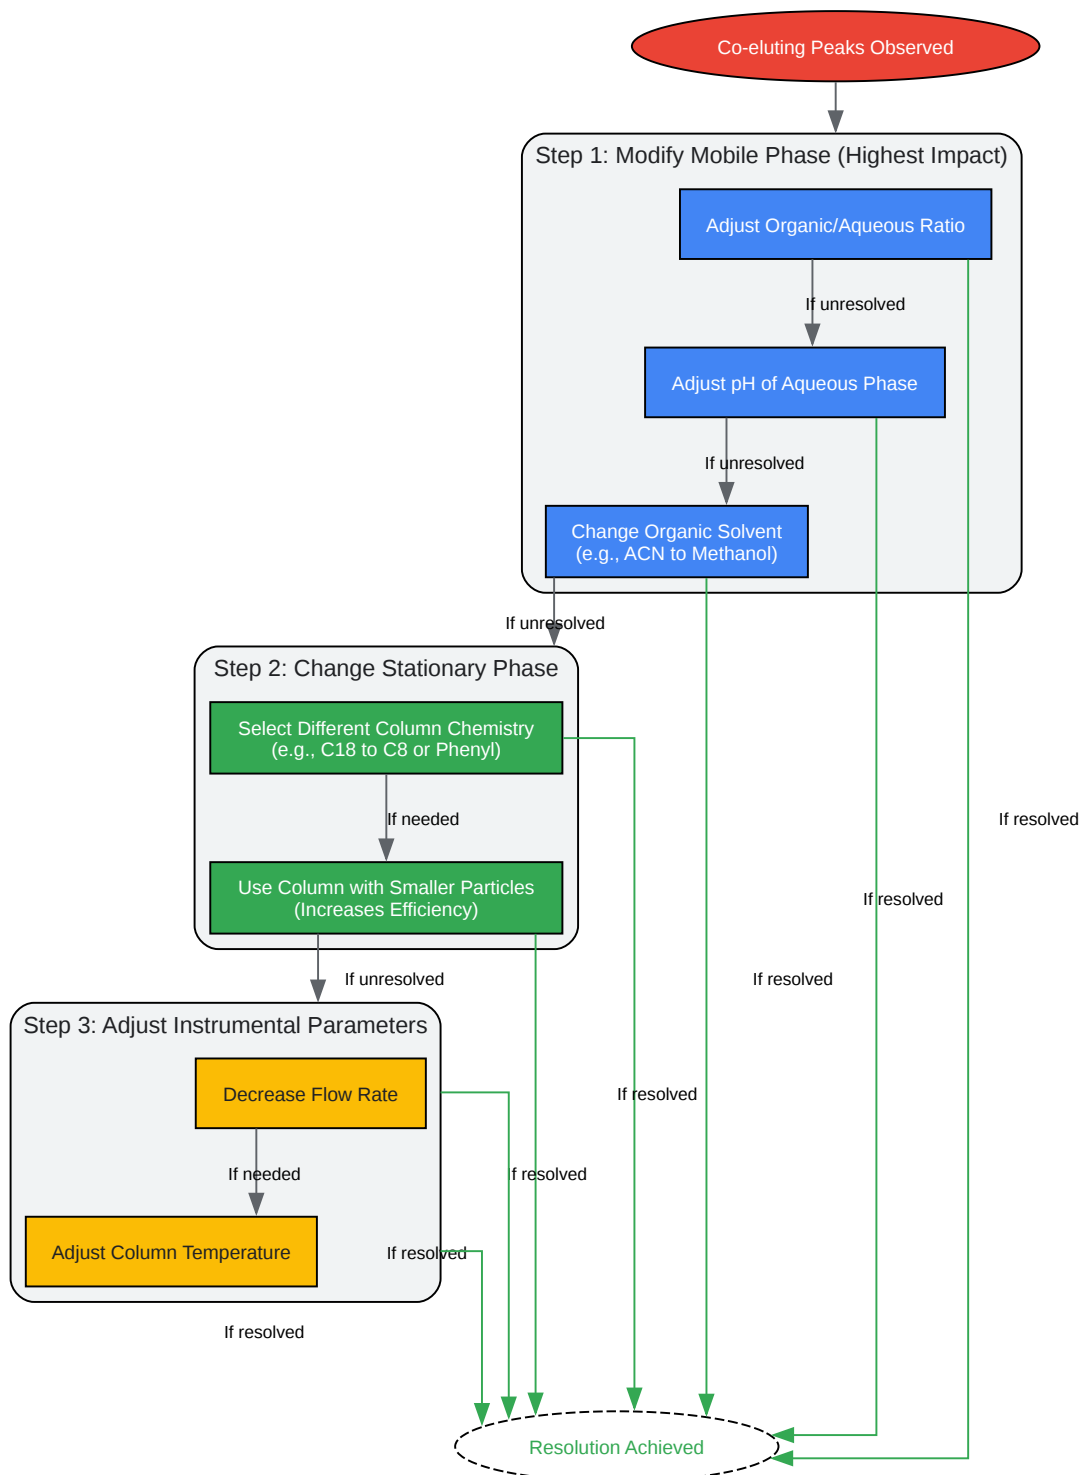 Co-eluting Peaks Observed
Step 1: Modify Mobile Phase (Highest Impact)
Adjust Organic/Aqueous Ratio
If unresolved
Adjust pH of Aqueous Phase
If unresolved
Change Organic Solvent
(e.g., ACN to Methanol)
If unresolved
Step 2: Change Stationary Phase
Select Different Column Chemistry
(e.g., C18 to C8 or Phenyl)
If needed
If resolved
Use Column with Smaller Particles
(Increases Efficiency)
If resolved
If unresolved
If resolved
Step 3: Adjust Instrumental Parameters
Decrease Flow Rate
If resolved
If needed
If resolved
Adjust Column Temperature
If resolved
If resolved
Resolution Achieved